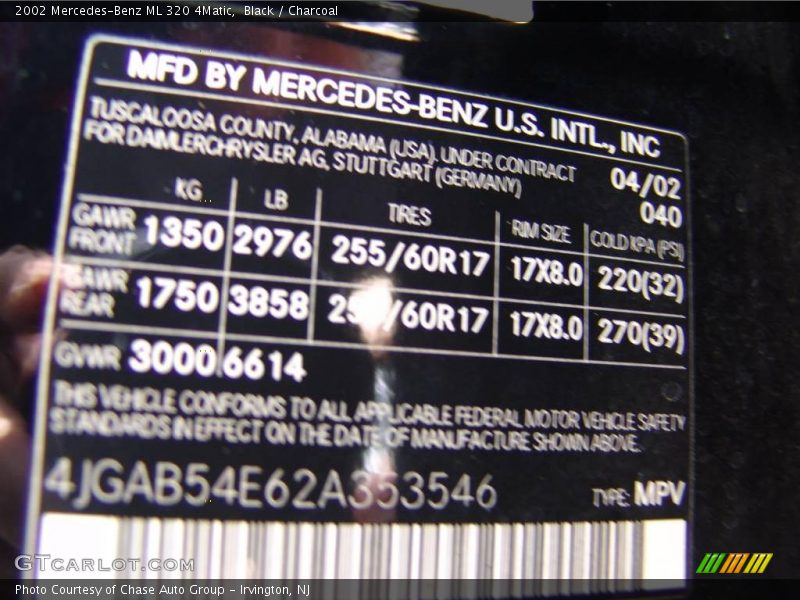 2002 Mercedes-Benz ML 320 4Matic, Black / Charcoal
MFD BY MERCEDES-BENZ U.S. INTL., INC
TUSCALOOSA COUNTY, ALABAMA (USA). UNDER CONTRACT
FOR DAIMLERCHRYSLER AG, STUTTGART (GERMANY)
04/02
040
KG LB TIRES RIM SIZE COLD KPA (PSI)
GAWR FRONT 1350 2976 255/60R17 17X8.0 220(32)
GAWR REAR 1750 3858 /60R17 17X8.0 270(39)
GVWR 3000 6614
THIS VEHICLE CONFORMS TO ALL APPLICABLE FEDERAL MOTOR VEHICLE SAFETY
STANDARDS IN EFFECT ON THE DATE OF MANUFACTURE SHOWN ABOVE.
4JGAB54E62A353546 TYPE: MPV
GTcarlot.com
Photo Courtesy of Chase Auto Group - Irvington, NJ